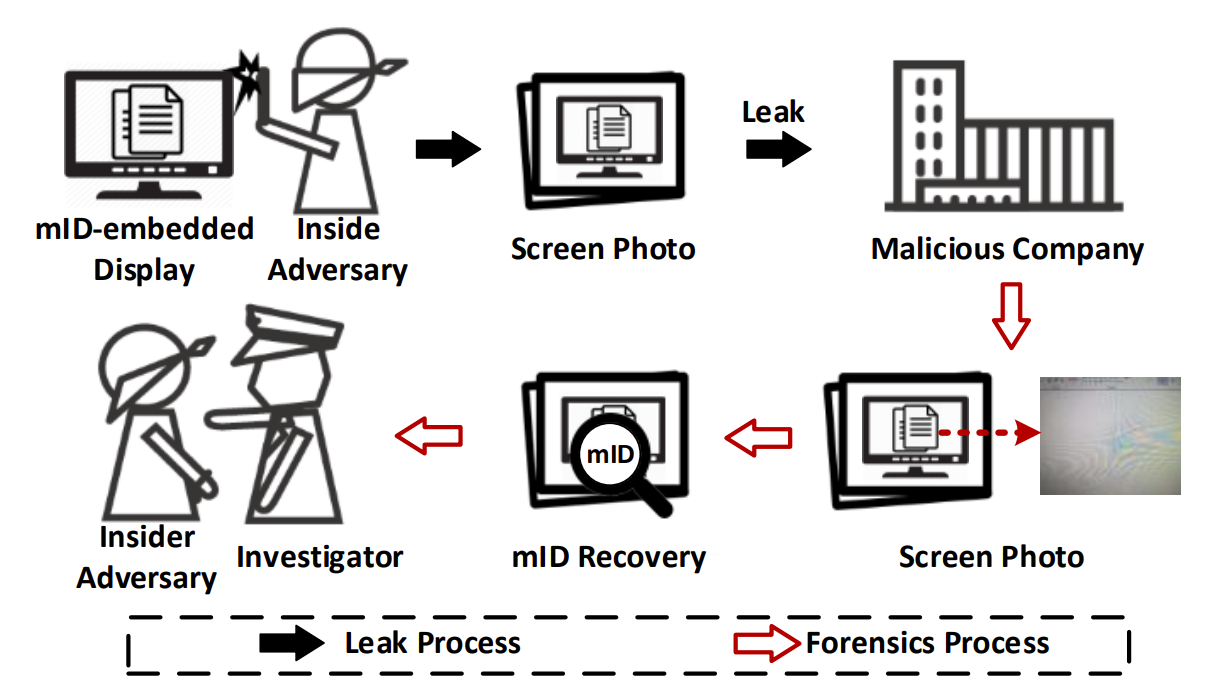 Leak
mID-embedded
Display
Inside
Adversary
Screen Photo
Malicious Company
mID
Insider
Adversary
Investigator
mID Recovery
Screen Photo
Leak Process
Forensics Process